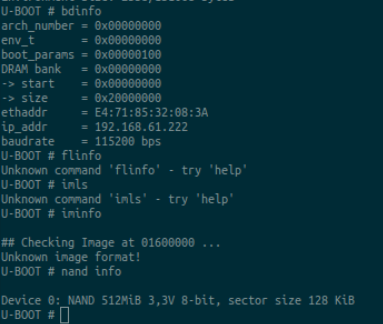 U-BOOT # bdinfo
arch_number = 0x00000000
env_t       = 0x00000000
boot_params = 0x00000100
DRAM bank   = 0x00000000
-> start    = 0x00000000
-> size     = 0x20000000
ethaddr     = E4:71:85:32:08:3A
ip_addr     = 192.168.61.222
baudrate    = 115200 bps
U-BOOT # flinfo
Unknown command 'flinfo' - try 'help'
U-BOOT # imls
Unknown command 'imls' - try 'help'
U-BOOT # iminfo

## Checking Image at 01600000 ...
Unknown image format!
U-BOOT # nand info

Device 0: NAND 512MiB 3,3V 8-bit, sector size 128 KiB
U-BOOT #